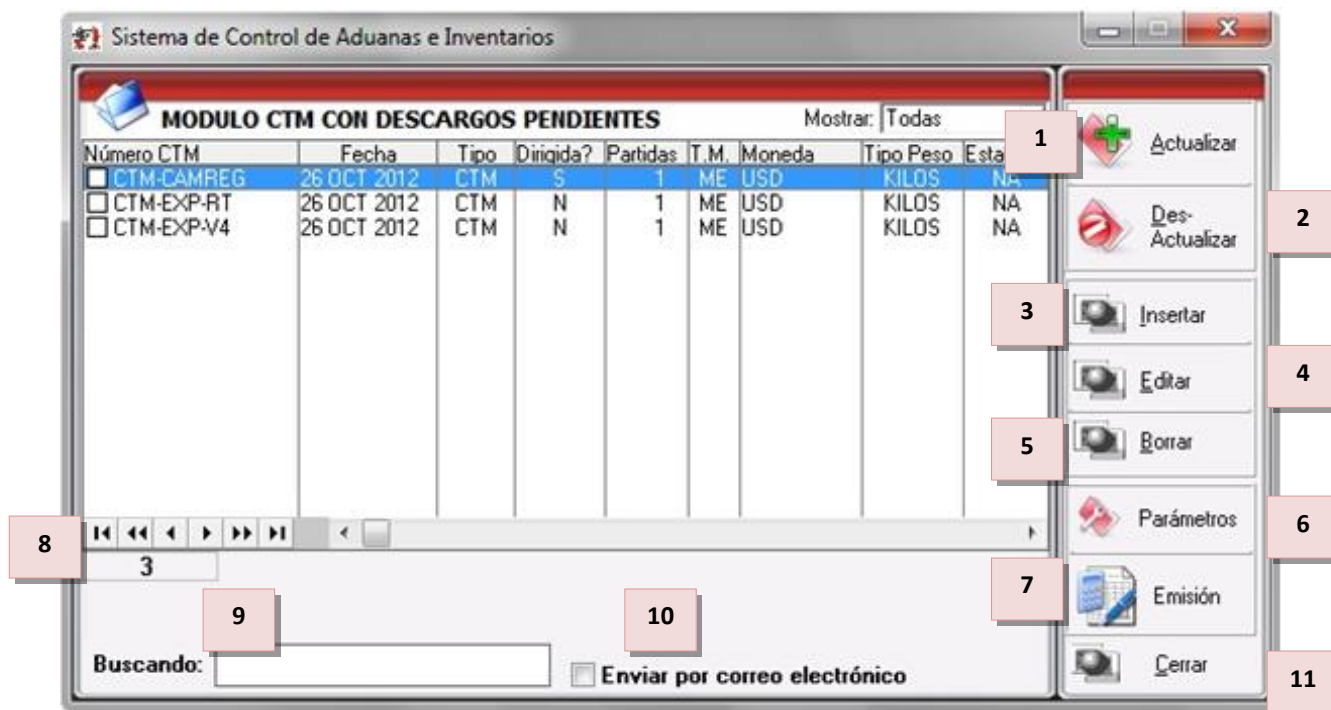 Sistema de Control de Aduanas e Inventarios
MODULO CTM CON DESCARGOS PENDIENTES Mostrar: Todas
Número CTM Fecha Tipo Dirigida? Partidas T.M. Moneda Tipo Peso Esta
CTM-CAMREG 26 OCT 2012 CTM S 1 ME USD KILOS NA
CTM-EXP-RT 26 OCT 2012 CTM N 1 ME USD KILOS NA
CTM-EXP-V4 26 OCT 2012 CTM N 1 ME USD KILOS NA
1 Actualizar
Des-
Actualizar 2
3 Insertar
Editar 4
5 Borrar
Parámetros 6
7 Emisión
8
3
9
10
Buscando:
Enviar por correo electrónico
Cerrar 11